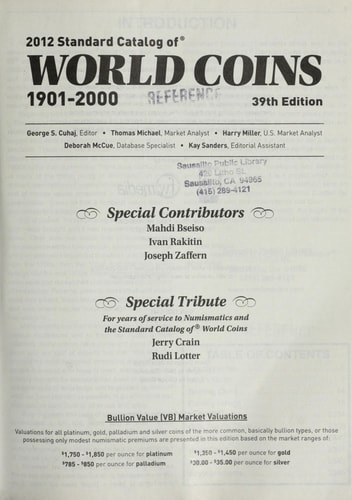 2012 Standard Catalog of®
WORLD COINS
1901-2000
REFERENCE
39th Edition
George S. Cuhaj, Editor • Thomas Michael, Market Analyst • Harry Miller, U.S. Market Analyst
Deborah McCue, Database Specialist • Kay Sanders, Editorial Assistant
Sausalito Public Library
St.
Sausalito, CA 94965
(415) 289-4121
Special Contributors
Mahdi Bseiso
Ivan Rakitin
Joseph Zaffern
Special Tribute
For years of service to Numismatics and
the Standard Catalog of® World Coins
Jerry Crain
Rudi Lotter
Bullion Value (VB) Market Valuations
Valuations for all platinum, gold, palladium and silver coins of the more common, basically bullion types, or those
possessing only modest numismatic premiums are presented in this edition based on the market ranges of:
$1,750 - $1,850 per ounce for platinum
$1,350 - $1,450 per ounce for gold
$785 - $850 per ounce for palladium
$30.00 - $35.00 per ounce for silver